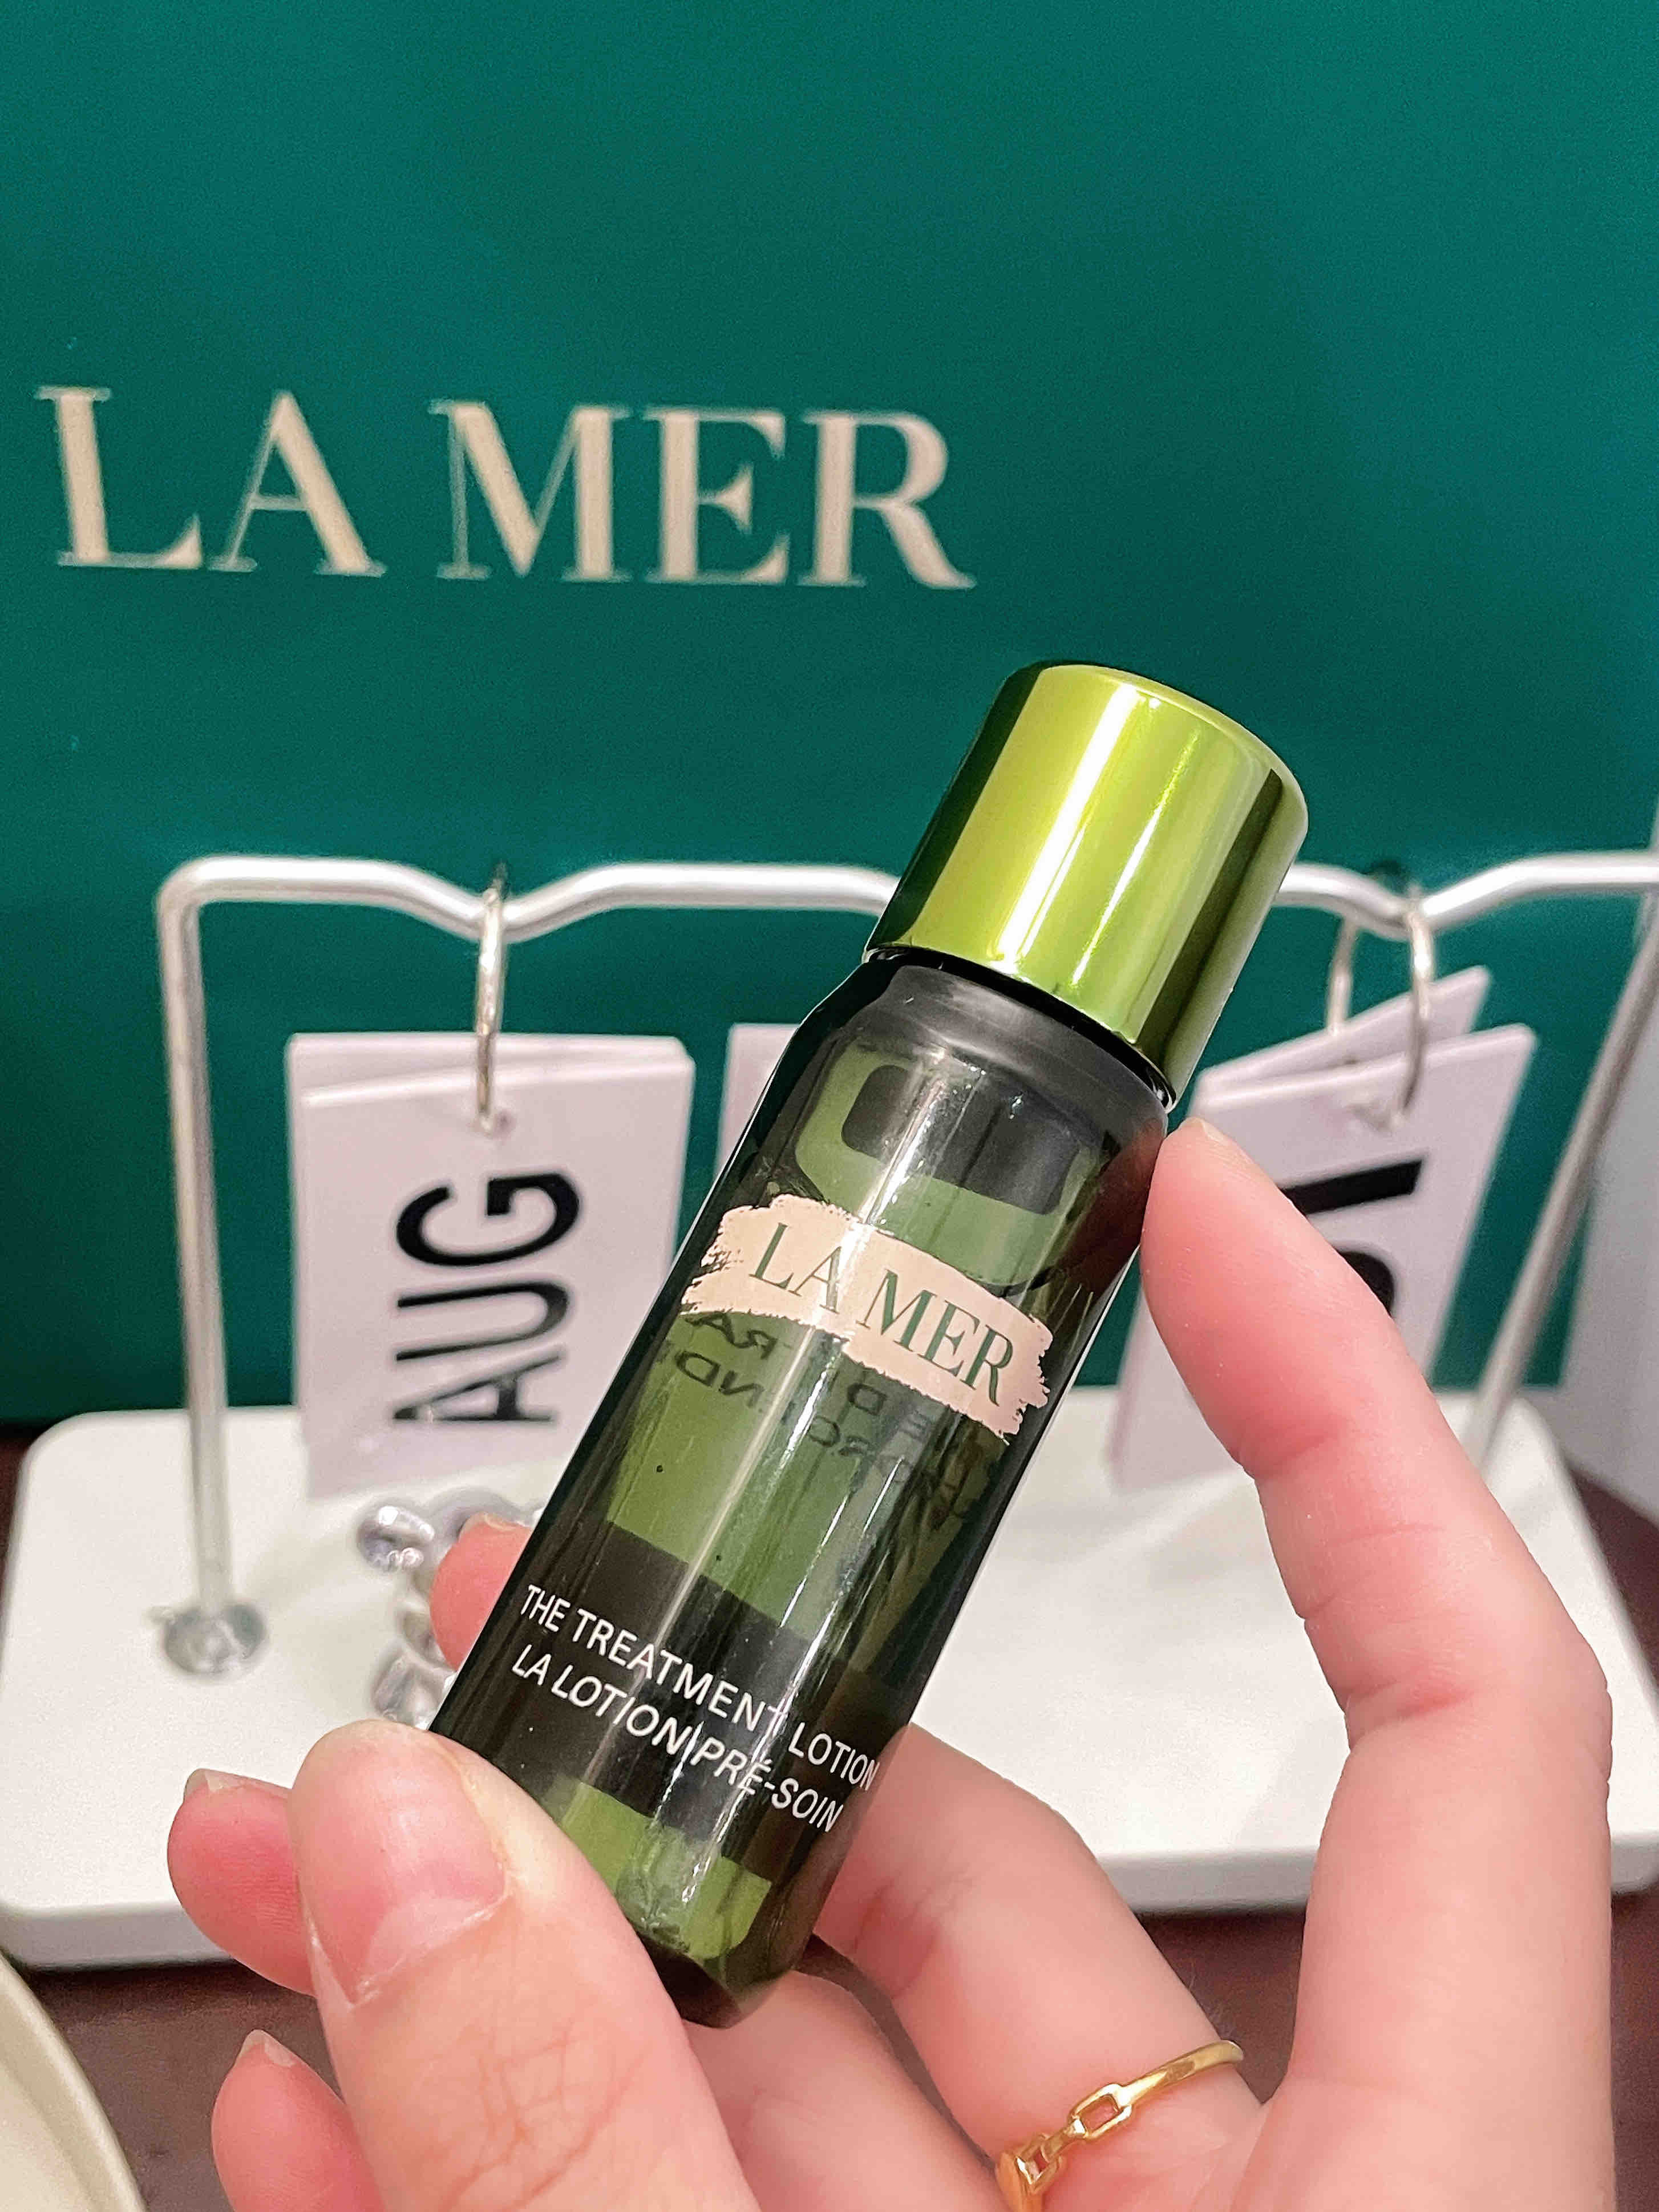 LA MER
AUG
LA MER
THE TREATMENT LOTION
LA LOTION PRÉ-SOIN